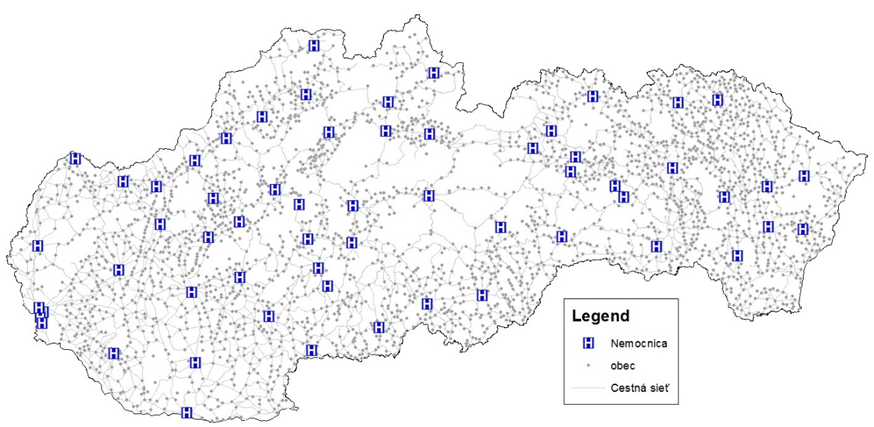 Legend
Nemocnica
obec
Cestná sieť